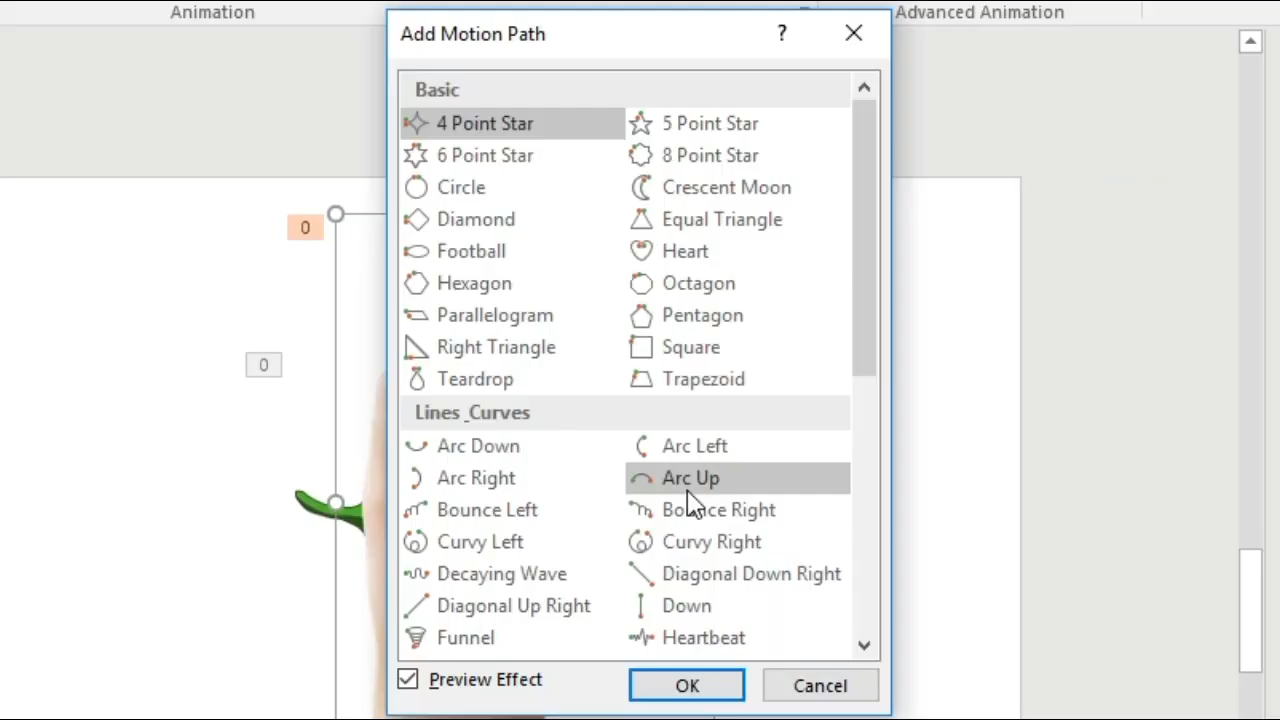 Animation
Advanced Animation
Add Motion Path
?
Basic
4 Point Star
5 Point Star
6 Point Star
8 Point Star
Circle
Crescent Moon
Diamond
Equal Triangle
Football
Heart
Hexagon
Octagon
Parallelogram
Pentagon
Right Triangle
Square
Teardrop
Trapezoid
Lines_Curves
Arc Down
Arc Left
Arc Right
Arc Up
Bounce Left
Bounce Right
Curvy Left
Curvy Right
Decaying Wave
Diagonal Down Right
Diagonal Up Right
Down
Funnel
Heartbeat
Preview Effect
OK
Cancel
0
0